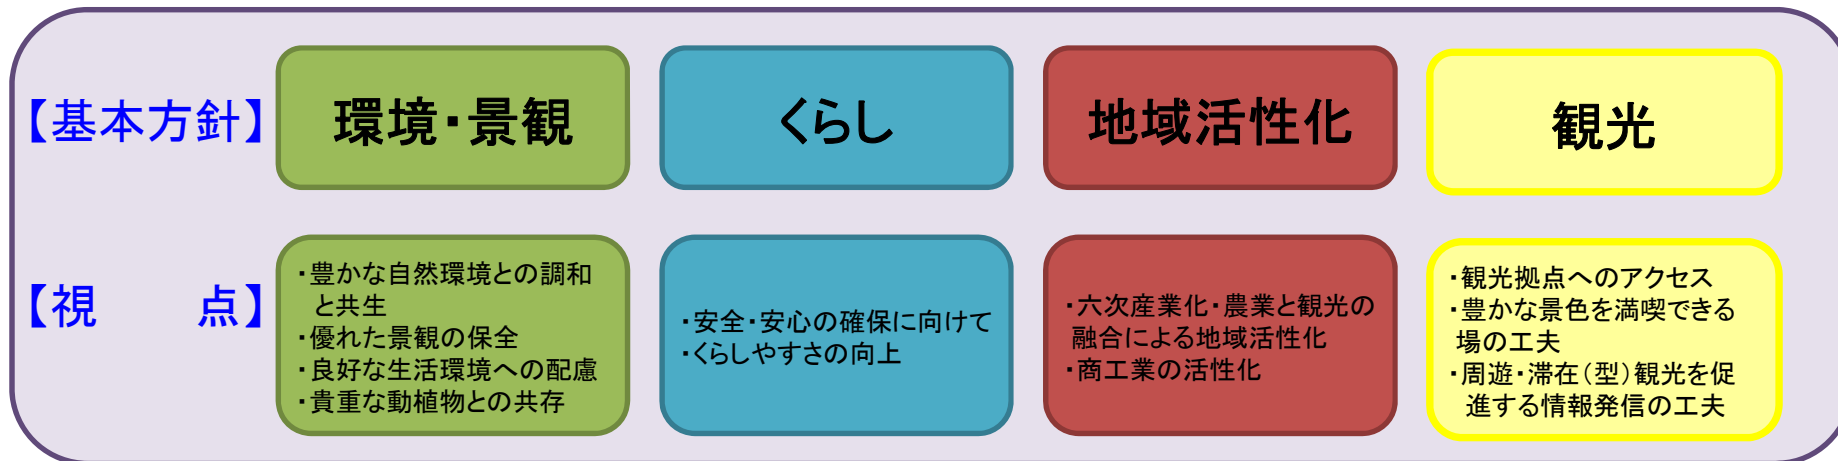 【基本方針】
環境・景観
くらし
地域活性化
観光
【視　　点】
・豊かな自然環境との調和
と共生
・優れた景観の保全
・良好な生活環境への配慮
・貴重な動植物との共存
・安全・安心の確保に向けて
・くらしやすさの向上
・六次産業化・農業と観光の
融合による地域活性化
・商工業の活性化
・観光拠点へのアクセス
・豊かな景色を満喫できる
場の工夫
・周遊・滞在（型）観光を促
進する情報発信の工夫